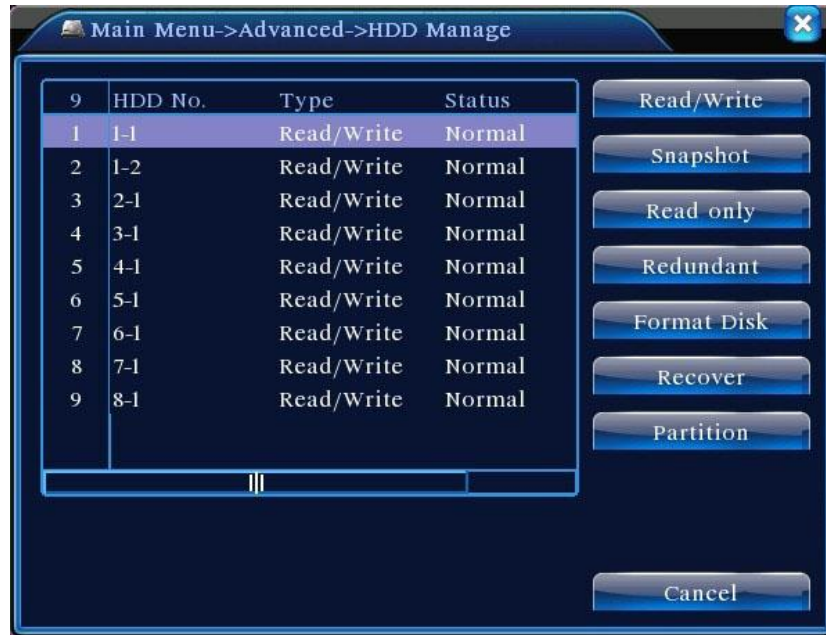 Main Menu->Advanced->HDD Manage
9 HDD No. Type Status
1 1-1 Read/Write Normal
2 1-2 Read/Write Normal
3 2-1 Read/Write Normal
4 3-1 Read/Write Normal
5 4-1 Read/Write Normal
6 5-1 Read/Write Normal
7 6-1 Read/Write Normal
8 7-1 Read/Write Normal
9 8-1 Read/Write Normal
Read/Write
Snapshot
Read only
Redundant
Format Disk
Recover
Partition
Cancel